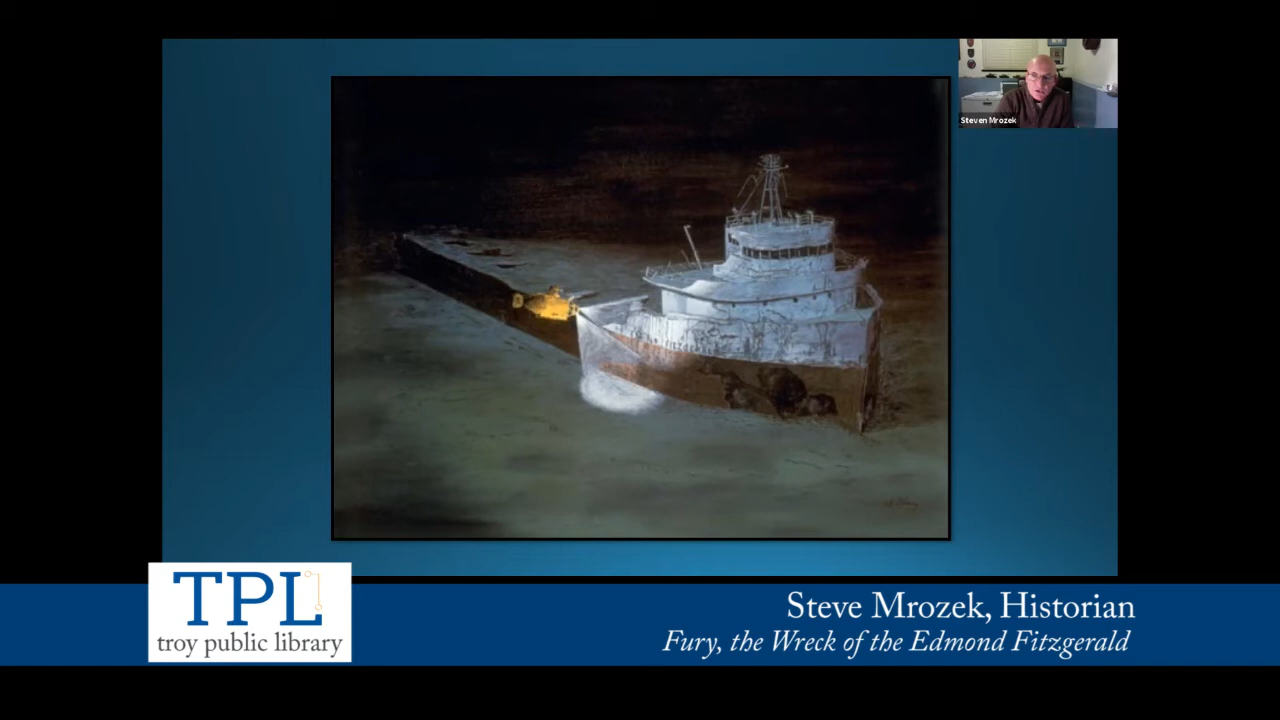 Steven Mrozek
TPL
troy public library
Steve Mrozek, Historian
Fury, the Wreck of the Edmond Fitzgerald